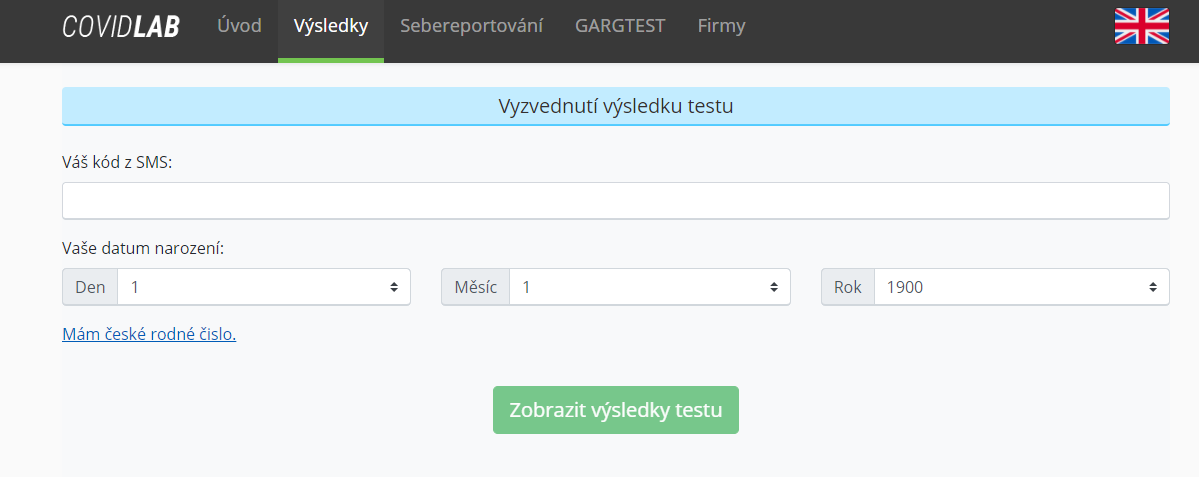 COVIDLAB Úvod Výsledky Sebereportování GARGTEST Firmy
Vyzvednutí výsledku testu
Váš kód z SMS:
Vaše datum narození:
Den 1 Měsíc 1 Rok 1900
Mám české rodné čislo.
Zobrazit výsledky testu